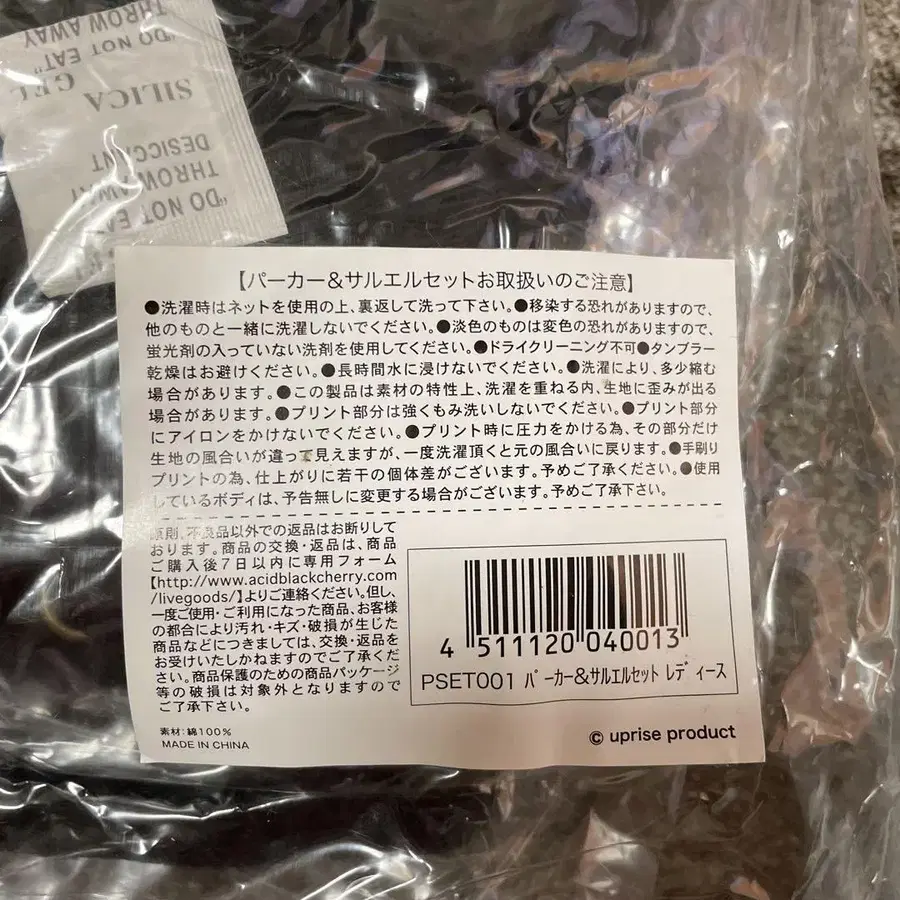 THROW AWAY
"DO NOT EAT"
SILICA GEL
DESICCANT
THROW AWAY
"DO NOT EAT"
【パーカー&サルエルセットお取扱いのご注意】
●洗濯時はネットを使用の上、裏返して洗って下さい。●移染する恐れがありますので、
他のものと一緒に洗濯しないでください。●淡色のものは変色の恐れがありますので、
蛍光剤の入っていない洗剤を使用してください。●ドライクリーニング不可●タンブラー
乾燥はお避けください。●長時間水に浸けないでください。●洗濯により、多少縮む
場合があります。●この製品は素材の特性上、洗濯を重ねる内、生地に歪みが出る
場合があります。●プリント部分は強くもみ洗いしないでください。●プリント部分
にアイロンをかけないでください。●プリント時に圧力をかける為、その部分だけ
生地の風合いが違って見えますが、一度洗濯頂くと元の風合いに戻ります。●手刷り
プリントの為、仕上がりに若干の個体差がございます。予めご了承ください。●使用
しているボディは、予告無しに変更する場合がございます。予めご了承下さい。
原則、不良品以外での返品はお断りして
おります。商品の交換・返品は、商品
ご購入後7日以内に専用フォーム
【http://www.acidblackcherry.com
/livegoods/】よりご連絡ください。但し、
一度ご使用・ご利用になった商品、お客様
の都合により汚れ・キズ・破損が生じた
商品などにつきましては、交換・返品を
お受けいたしかねますのでご了承ください。
商品保護のための商品パッケージ
等の破損は対象外となりますので
ご了承下さい。
素材：綿100%
MADE IN CHINA
4 511120 040013
PSET001 パーカー&サルエルセット レディース
© uprise product